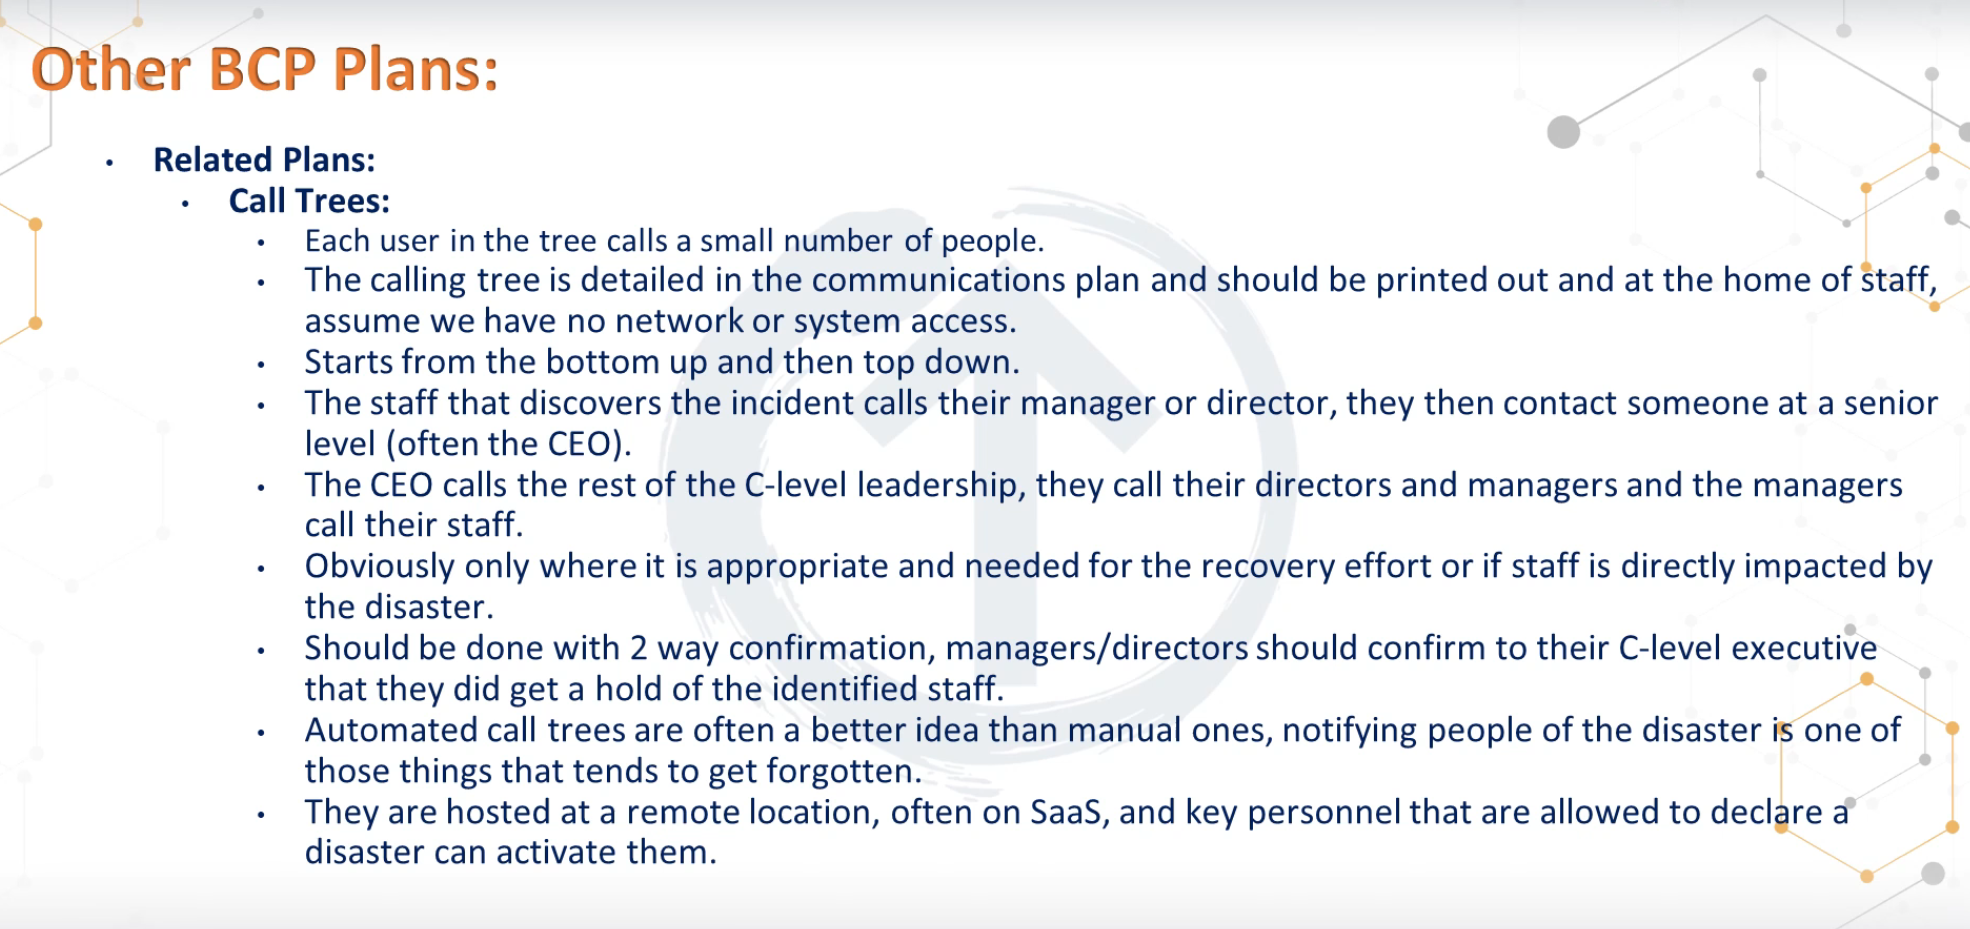 Other BCP Plans:
• Related Plans:
• Call Trees:
• Each user in the tree calls a small number of people.
• The calling tree is detailed in the communications plan and should be printed out and at the home of staff,
assume we have no network or system access.
• Starts from the bottom up and then top down.
• The staff that discovers the incident calls their manager or director, they then contact someone at a senior
level (often the CEO).
• The CEO calls the rest of the C-level leadership, they call their directors and managers and the managers
call their staff.
• Obviously only where it is appropriate and needed for the recovery effort or if staff is directly impacted by
the disaster.
• Should be done with 2 way confirmation, managers/directors should confirm to their C-level executive
that they did get a hold of the identified staff.
• Automated call trees are often a better idea than manual ones, notifying people of the disaster is one of
those things that tends to get forgotten.
• They are hosted at a remote location, often on SaaS, and key personnel that are allowed to declare a
disaster can activate them.